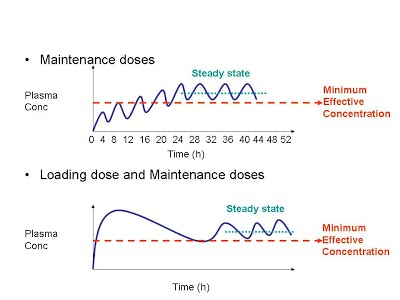 • Maintenance doses
Steady state
Plasma
Conc
Minimum
Effective
Concentration
0 4 8 12 16 20 24 28 32 36 40 44 48 52
Time (h)
• Loading dose and Maintenance doses
Steady state
Plasma
Conc
Minimum
Effective
Concentration
Time (h)